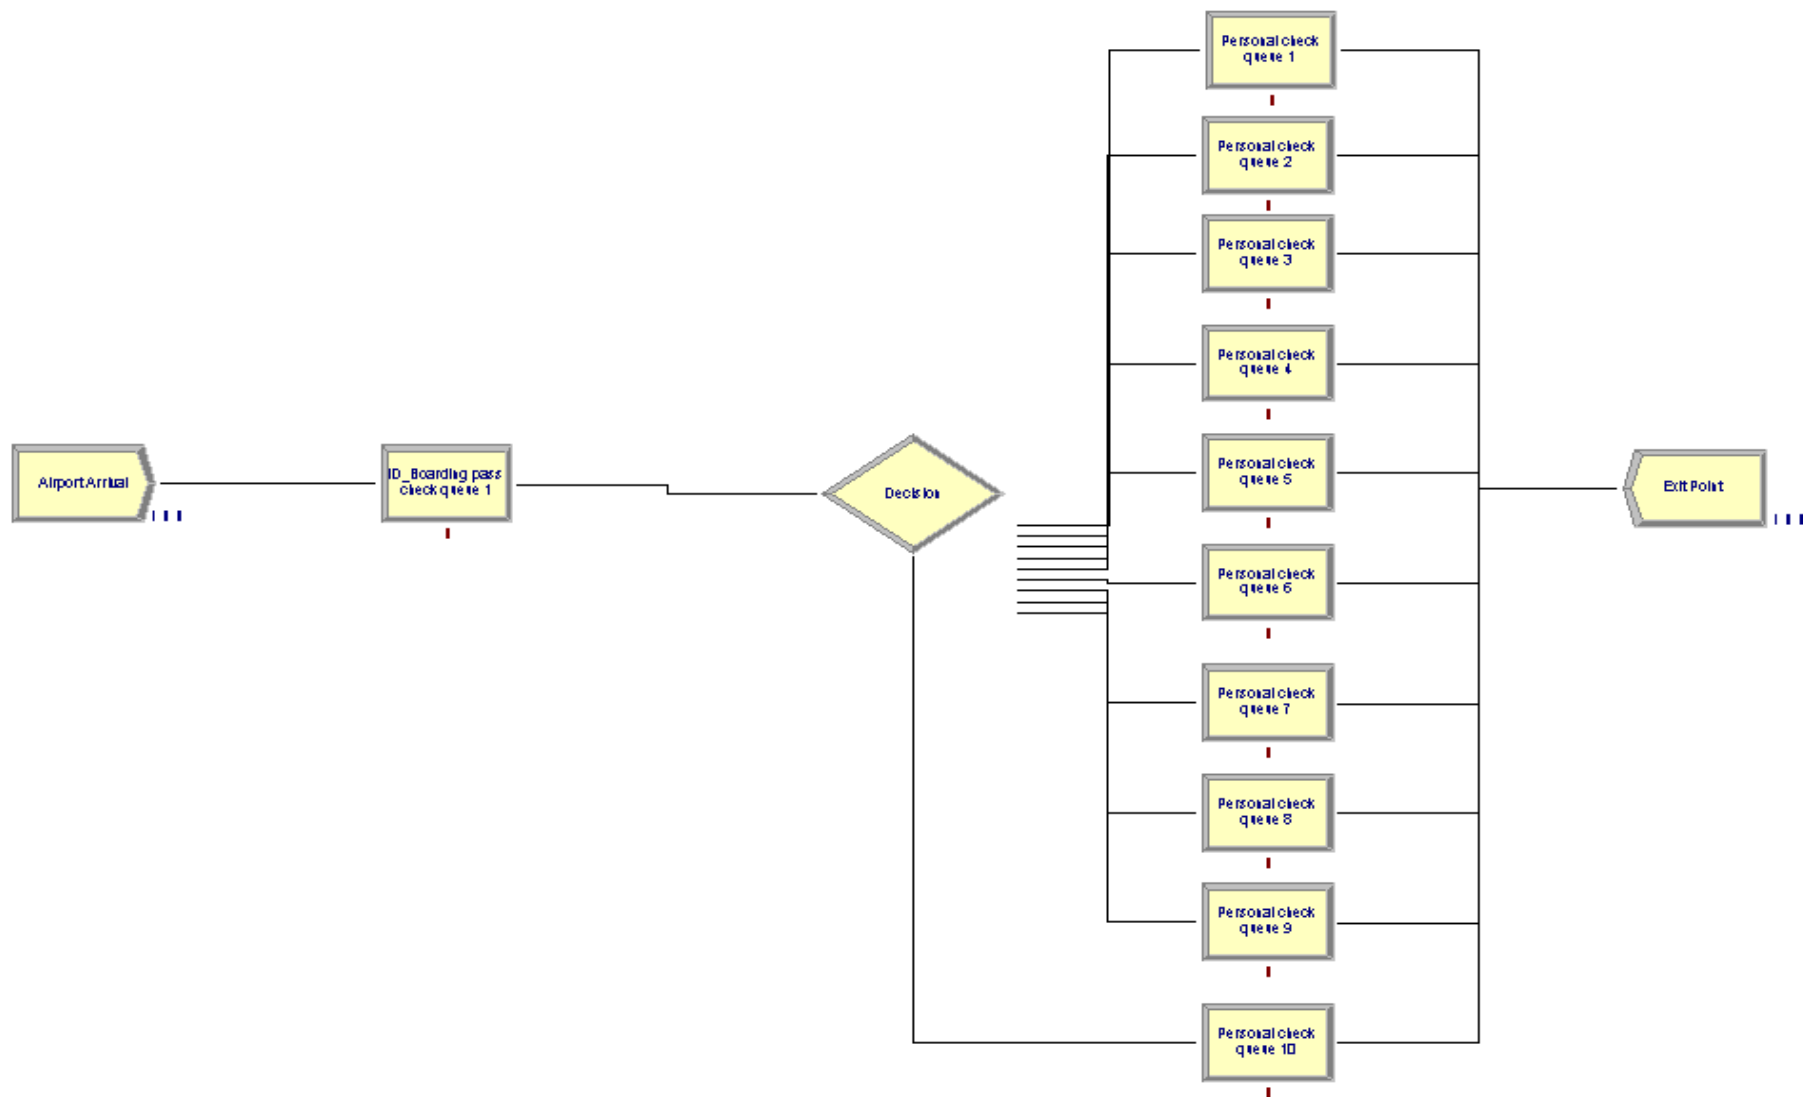 Personal check
queue 1
Personal check
queue 2
Personal check
queue 3
Personal check
queue 4
Airport Arrival
ID_Boarding pass
check queue 1
Decision
Personal check
queue 5
Exit Point
Personal check
queue 6
Personal check
queue 7
Personal check
queue 8
Personal check
queue 9
Personal check
queue 10